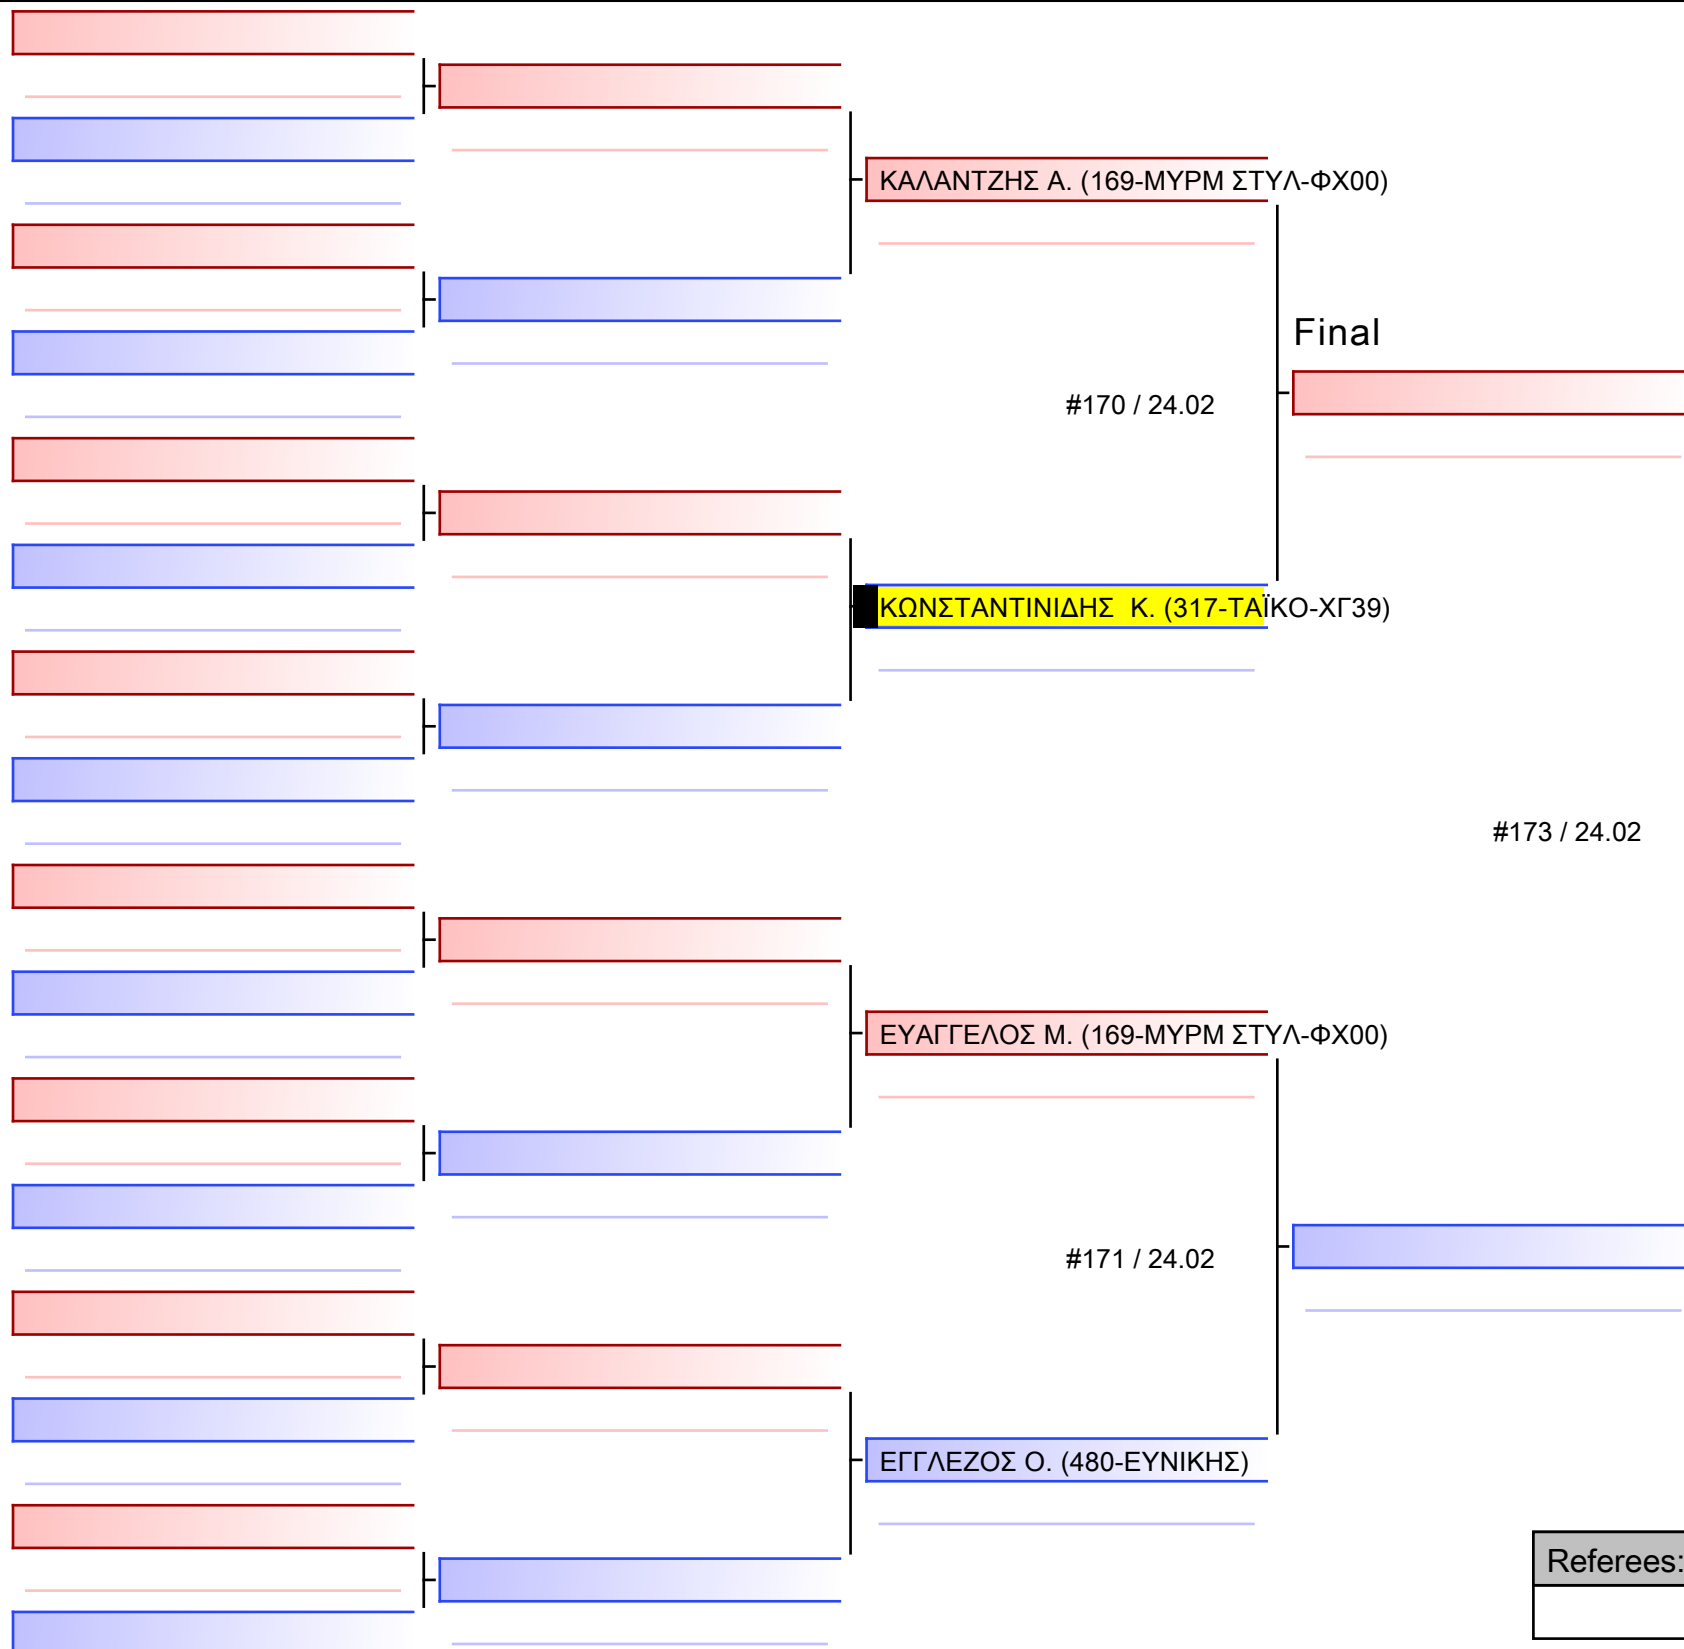 ΚΑΛΑΝΤΖΗΣ Α. (169-ΜΥΡΜ ΣΤΥΛ-ΦΧ00)
Final
#170 / 24.02
ΚΩΝΣΤΑΝΤΙΝΙΔΗΣ  Κ. (317-ΤΑΪΚΟ-ΧΓ39)
#173 / 24.02
ΕΥΑΓΓΕΛΟΣ Μ. (169-ΜΥΡΜ ΣΤΥΛ-ΦΧ00)
#171 / 24.02
ΕΓΓΛΕΖΟΣ Ο. (480-ΕΥΝΙΚΗΣ)
Referees: